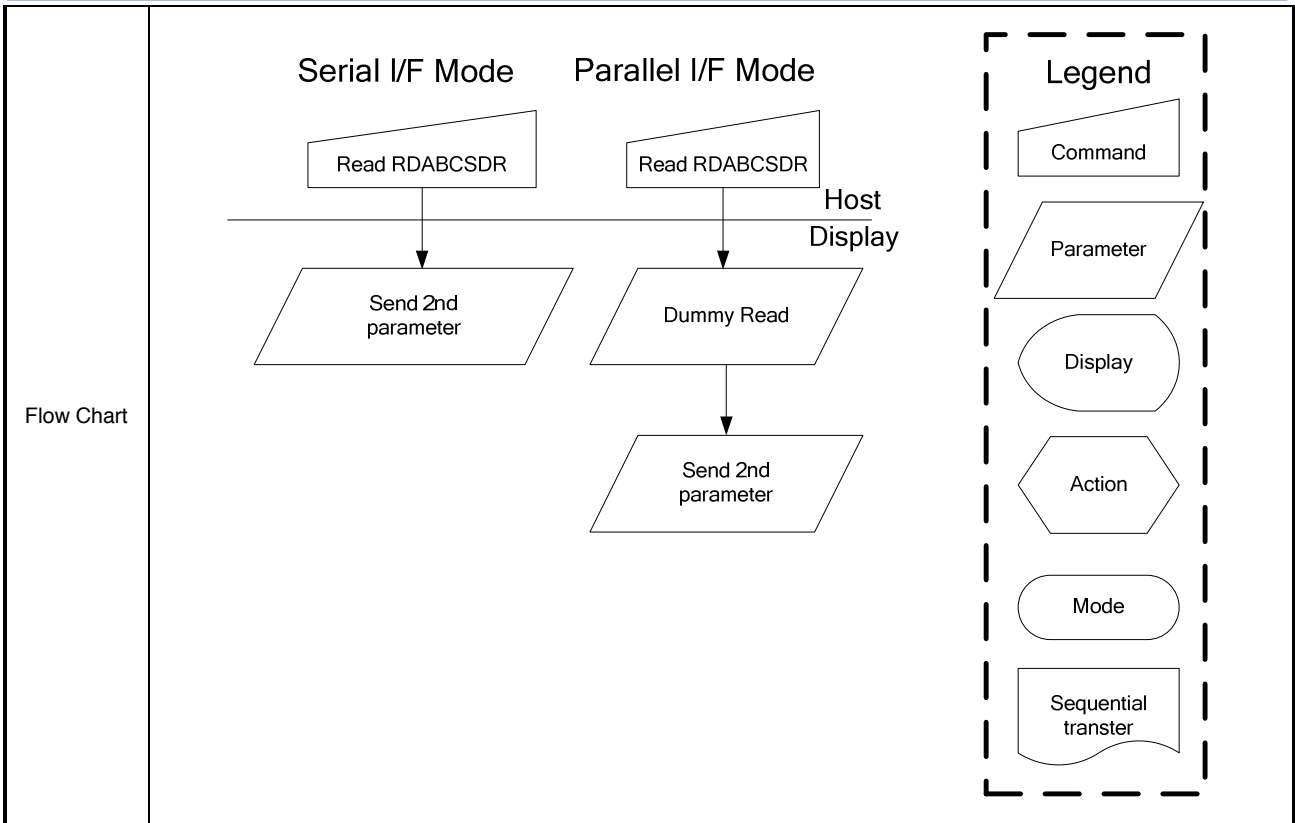 Flow Chart
Serial I/F Mode
Read RDABCSDR
Send 2nd
parameter
Parallel I/F Mode
Read RDABCSDR
Host
Display
Dummy Read
Send 2nd
parameter
Legend
Command
Parameter
Display
Action
Mode
Sequential
transter